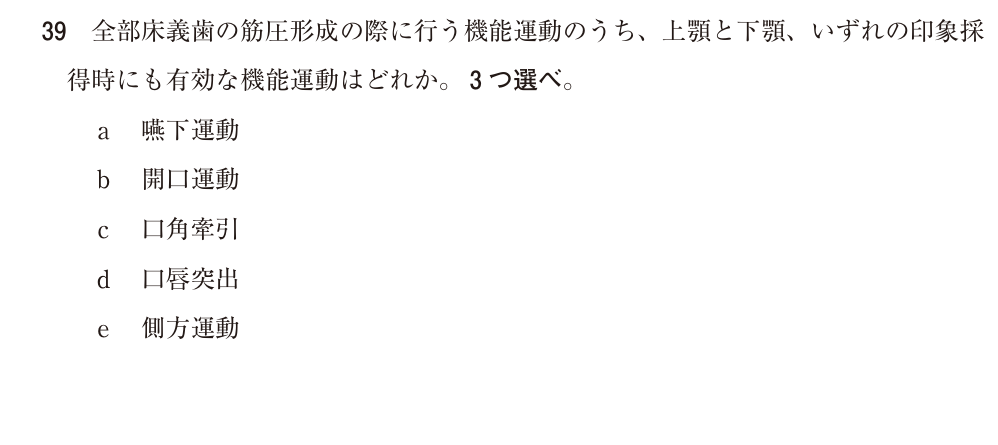 39 全部床義歯の筋圧形成の際に行う機能運動のうち、上顎と下顎、いずれの印象採
得時にも有効な機能運動はどれか。3つ選べ。
a 嚥下運動
b 開口運動
c 口角牽引
d 口唇突出
e 側方運動